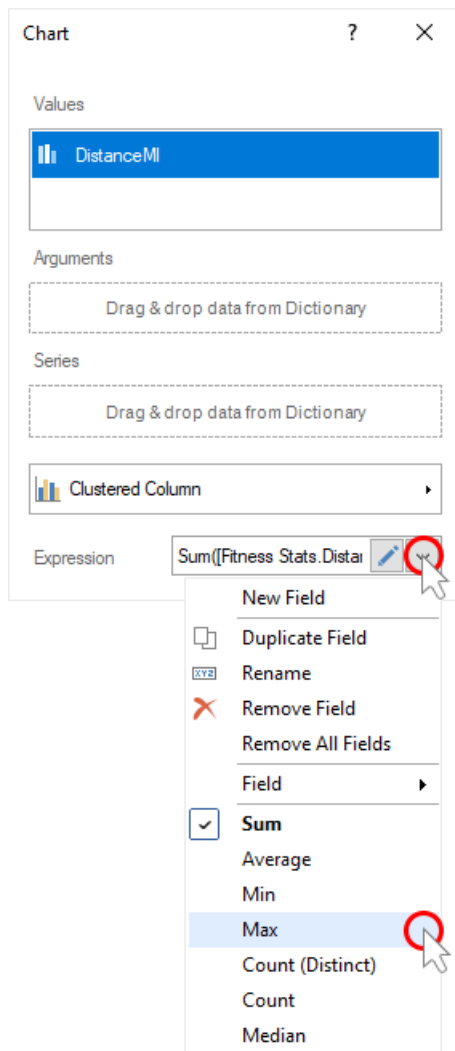 Chart ?
Values
DistanceMI
Arguments
Drag & drop data from Dictionary
Series
Drag & drop data from Dictionary
Clustered Column
Expression Sum([Fitness Stats.Distar
New Field
Duplicate Field
XYZ Rename
Remove Field
Remove All Fields
Field
Sum
Average
Min
Max
Count (Distinct)
Count
Median